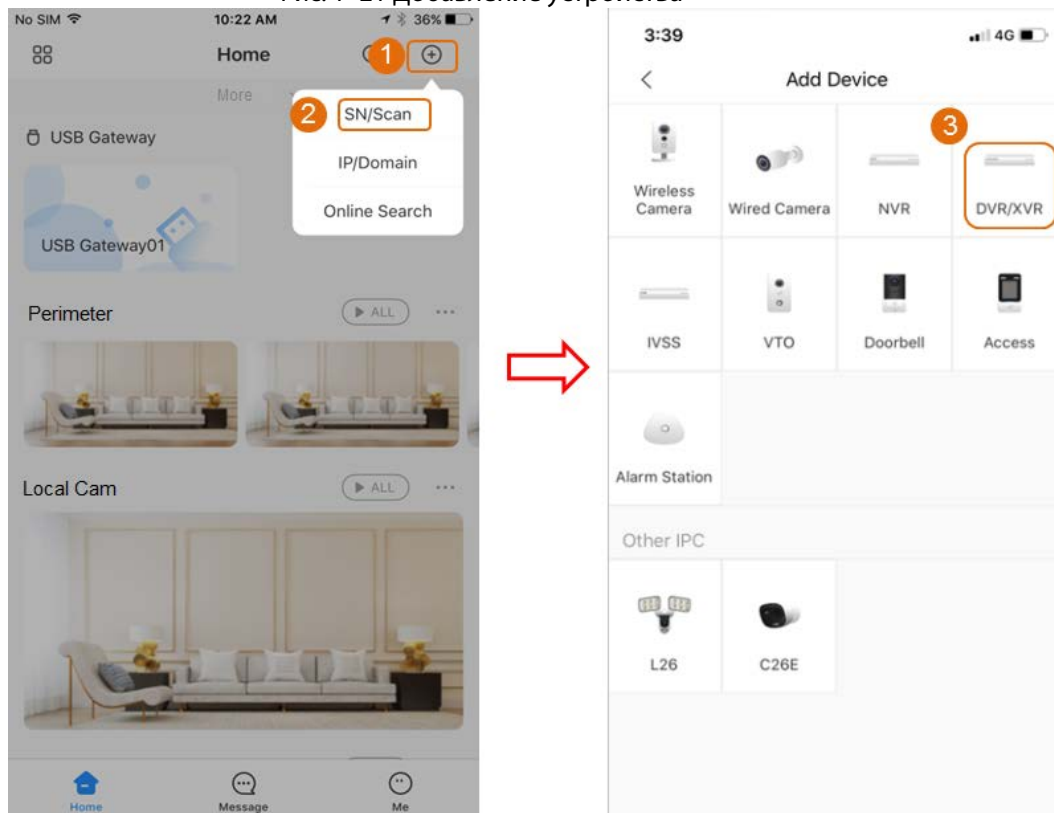 No SIM 10:22 AM 36%
Home 1
More
2 SN/Scan
USB Gateway
IP/Domain
Online Search
USB Gateway01
Perimeter
ALL
Local Cam
ALL
Home Message Me
3:39 4G
Add Device
3
Wireless
Camera Wired Camera NVR DVR/XVR
IVSS VTO Doorbell Access
Alarm Station
Other IPC
L26 C26E